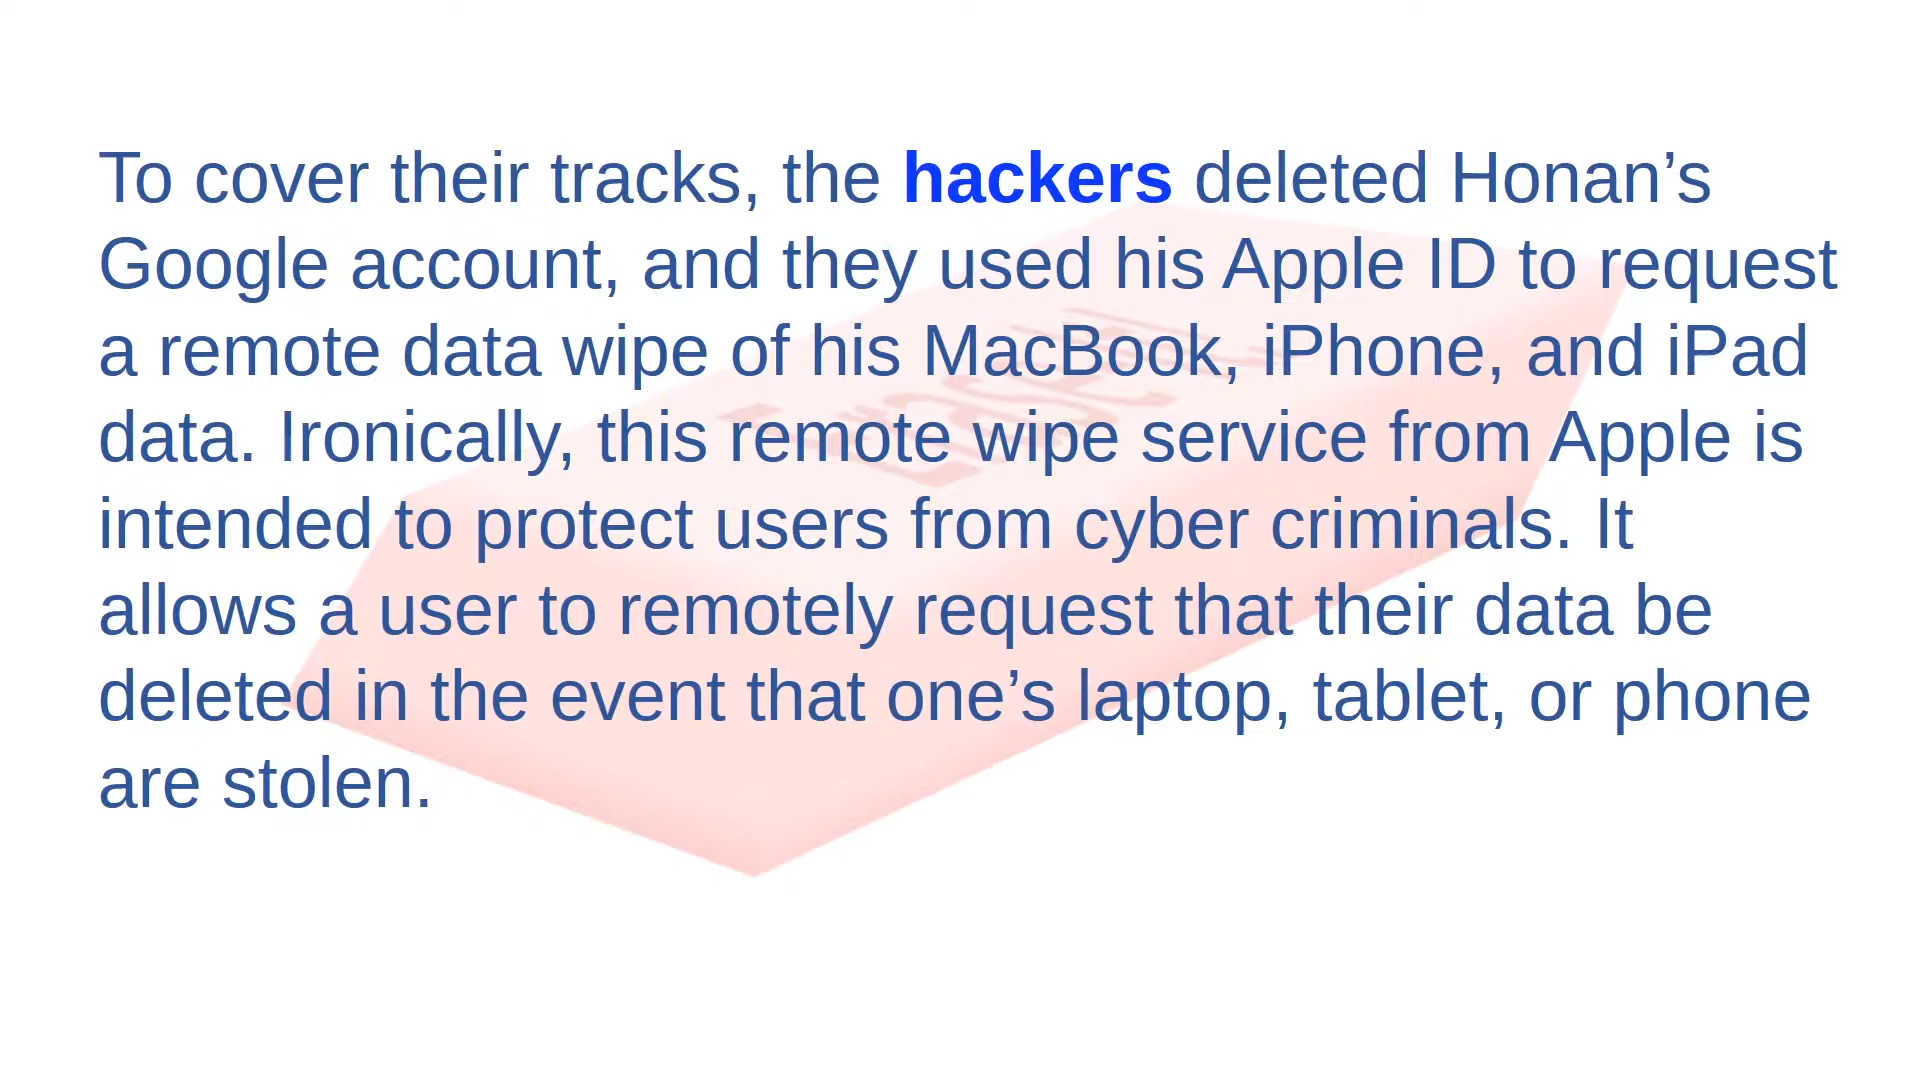 To cover their tracks, the hackers deleted Honan’s
Google account, and they used his Apple ID to request
a remote data wipe of his MacBook, iPhone, and iPad
data. Ironically, this remote wipe service from Apple is
intended to protect users from cyber criminals. It
allows a user to remotely request that their data be
deleted in the event that one’s laptop, tablet, or phone
are stolen.